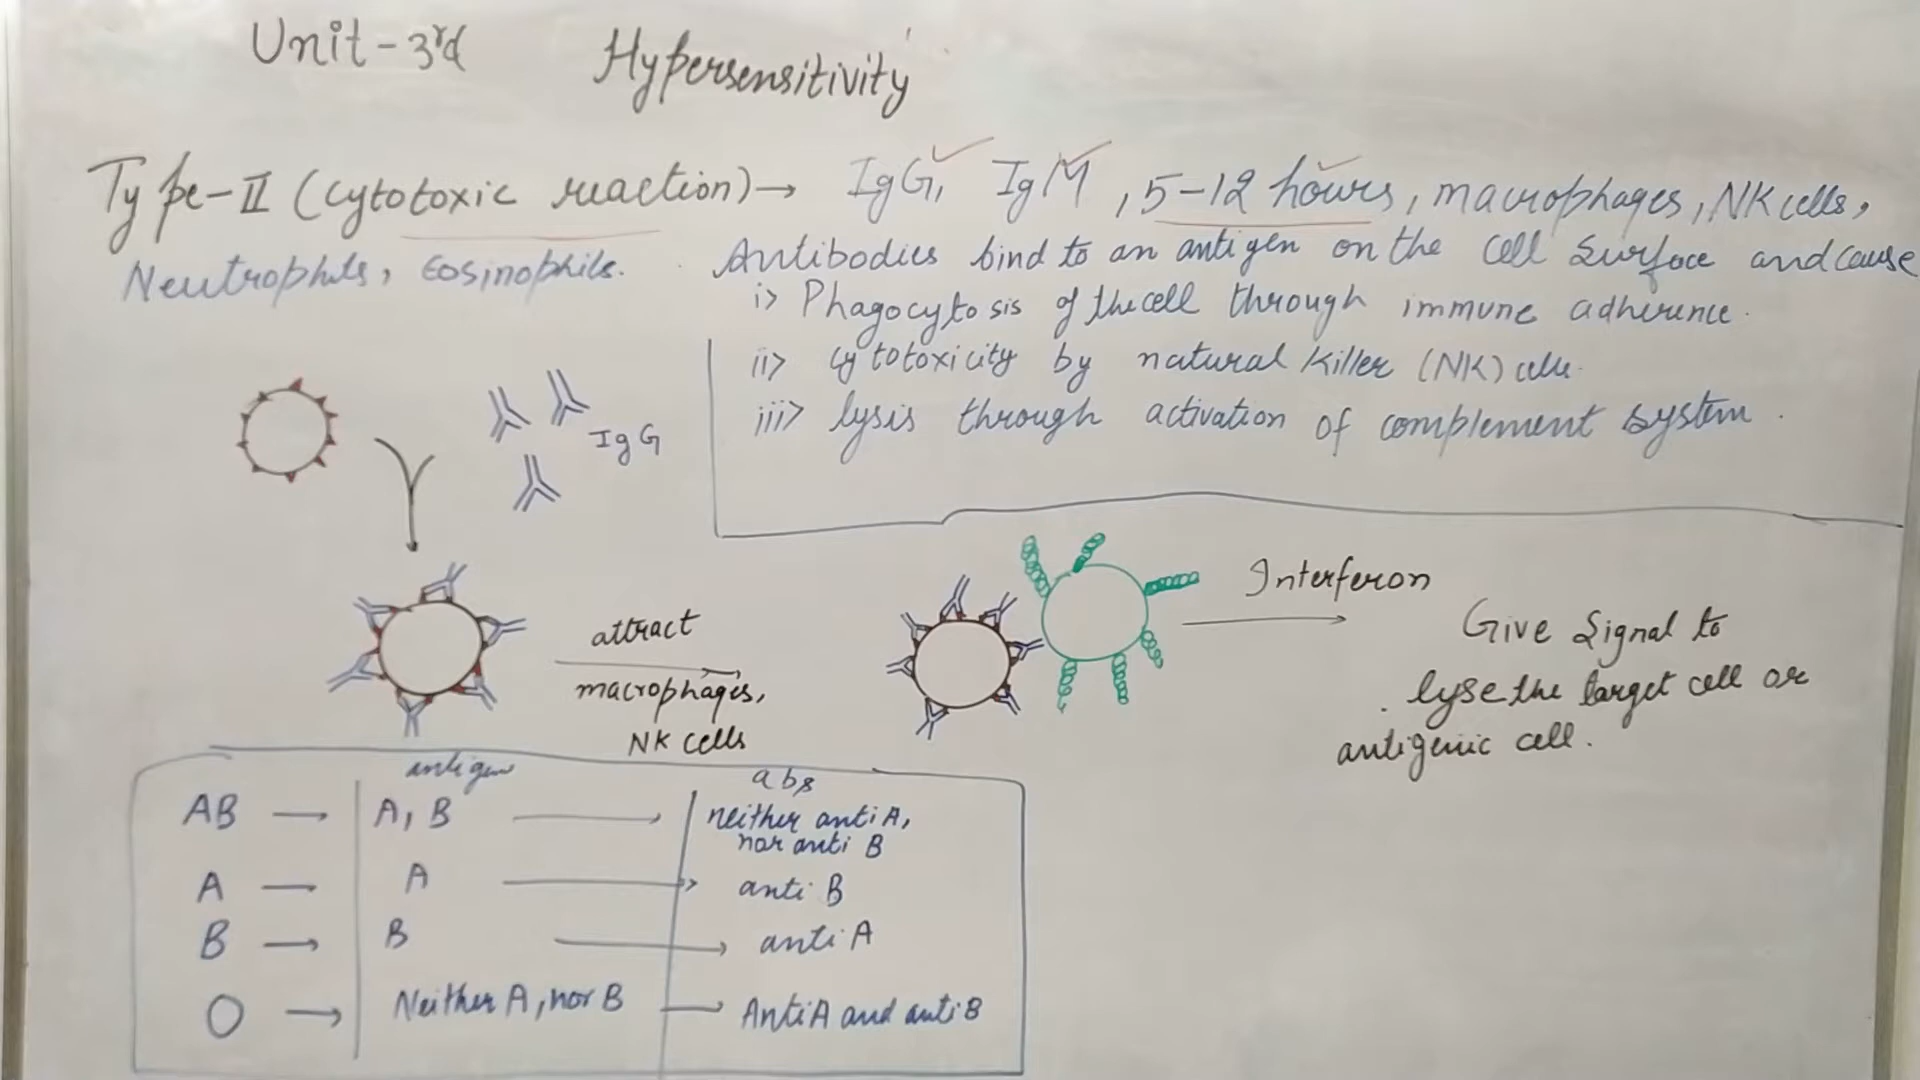 Unit-3rd
Hypersensitivity
Type-II (cytotoxic reaction)→ IgG, IgM, 5-12 hours, macrophages, NK cells,
Neutrophils, Eosinophils.
Antibodies bind to an antigen on the cell surface and cause
i> Phagocytosis of the cell through immune adherence.
ii> cytotoxicity by natural killer (NK) cells.
iii> lysis through activation of complement system.
IgG
attract
macrophages,
NK cells
Interferon
Give Signal to
lyse the target cell or
antigenic cell.
antigen abs
AB → A, B → neither anti A,
nor anti B
A — A → anti B
B → B → anti A
O → Neither A, nor B → Anti A and anti B